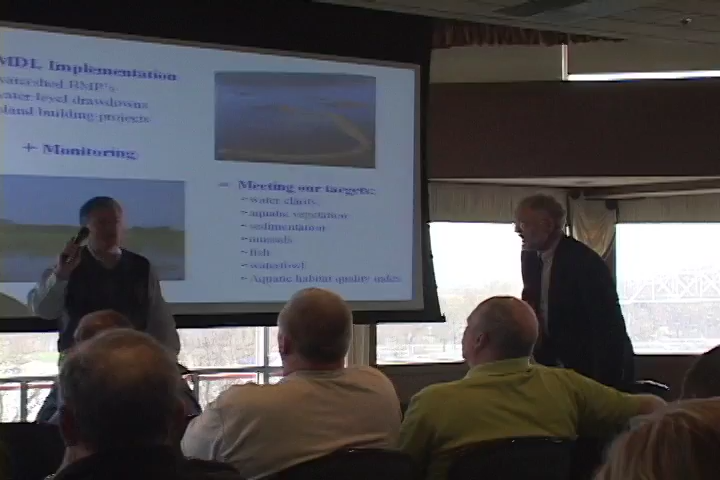 MDL Implementation
watershed BMP's
water level drawdowns
sland building projects
+ Monitoring
= Meeting our targets:
~water clarity
~aquatic vegetation
~sedimentation
~mussels
~fish
~waterfowl
~Aquatic habitat quality index